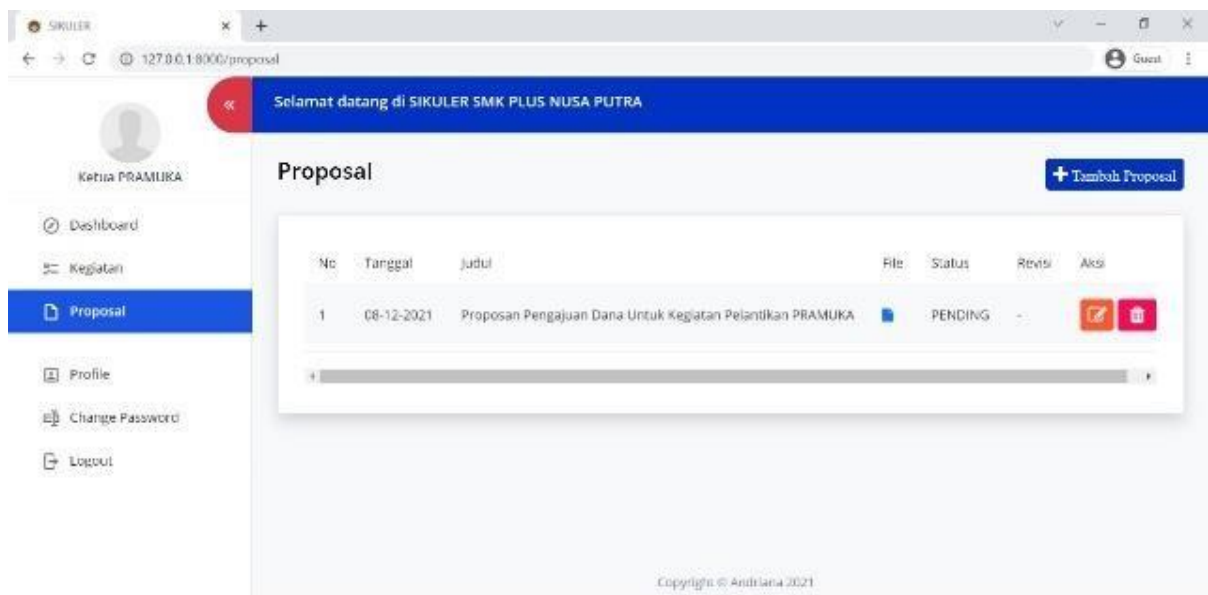 SIKULER
127.0.0.1:8000/proposal
Guest
Selamat datang di SIKULER SMK PLUS NUSA PUTRA
Ketua PRAMUKA
Dashboard
Kegiatan
Proposal
Profile
Change Password
Logout
Proposal
Tambah Proposal
No Tanggal Judul File Status Revisi Aksi
1 08-12-2021 Proposan Pengajuan Dana Untuk Kegiatan Pelantikan PRAMUKA PENDING -
Copyright © Andriana 2021